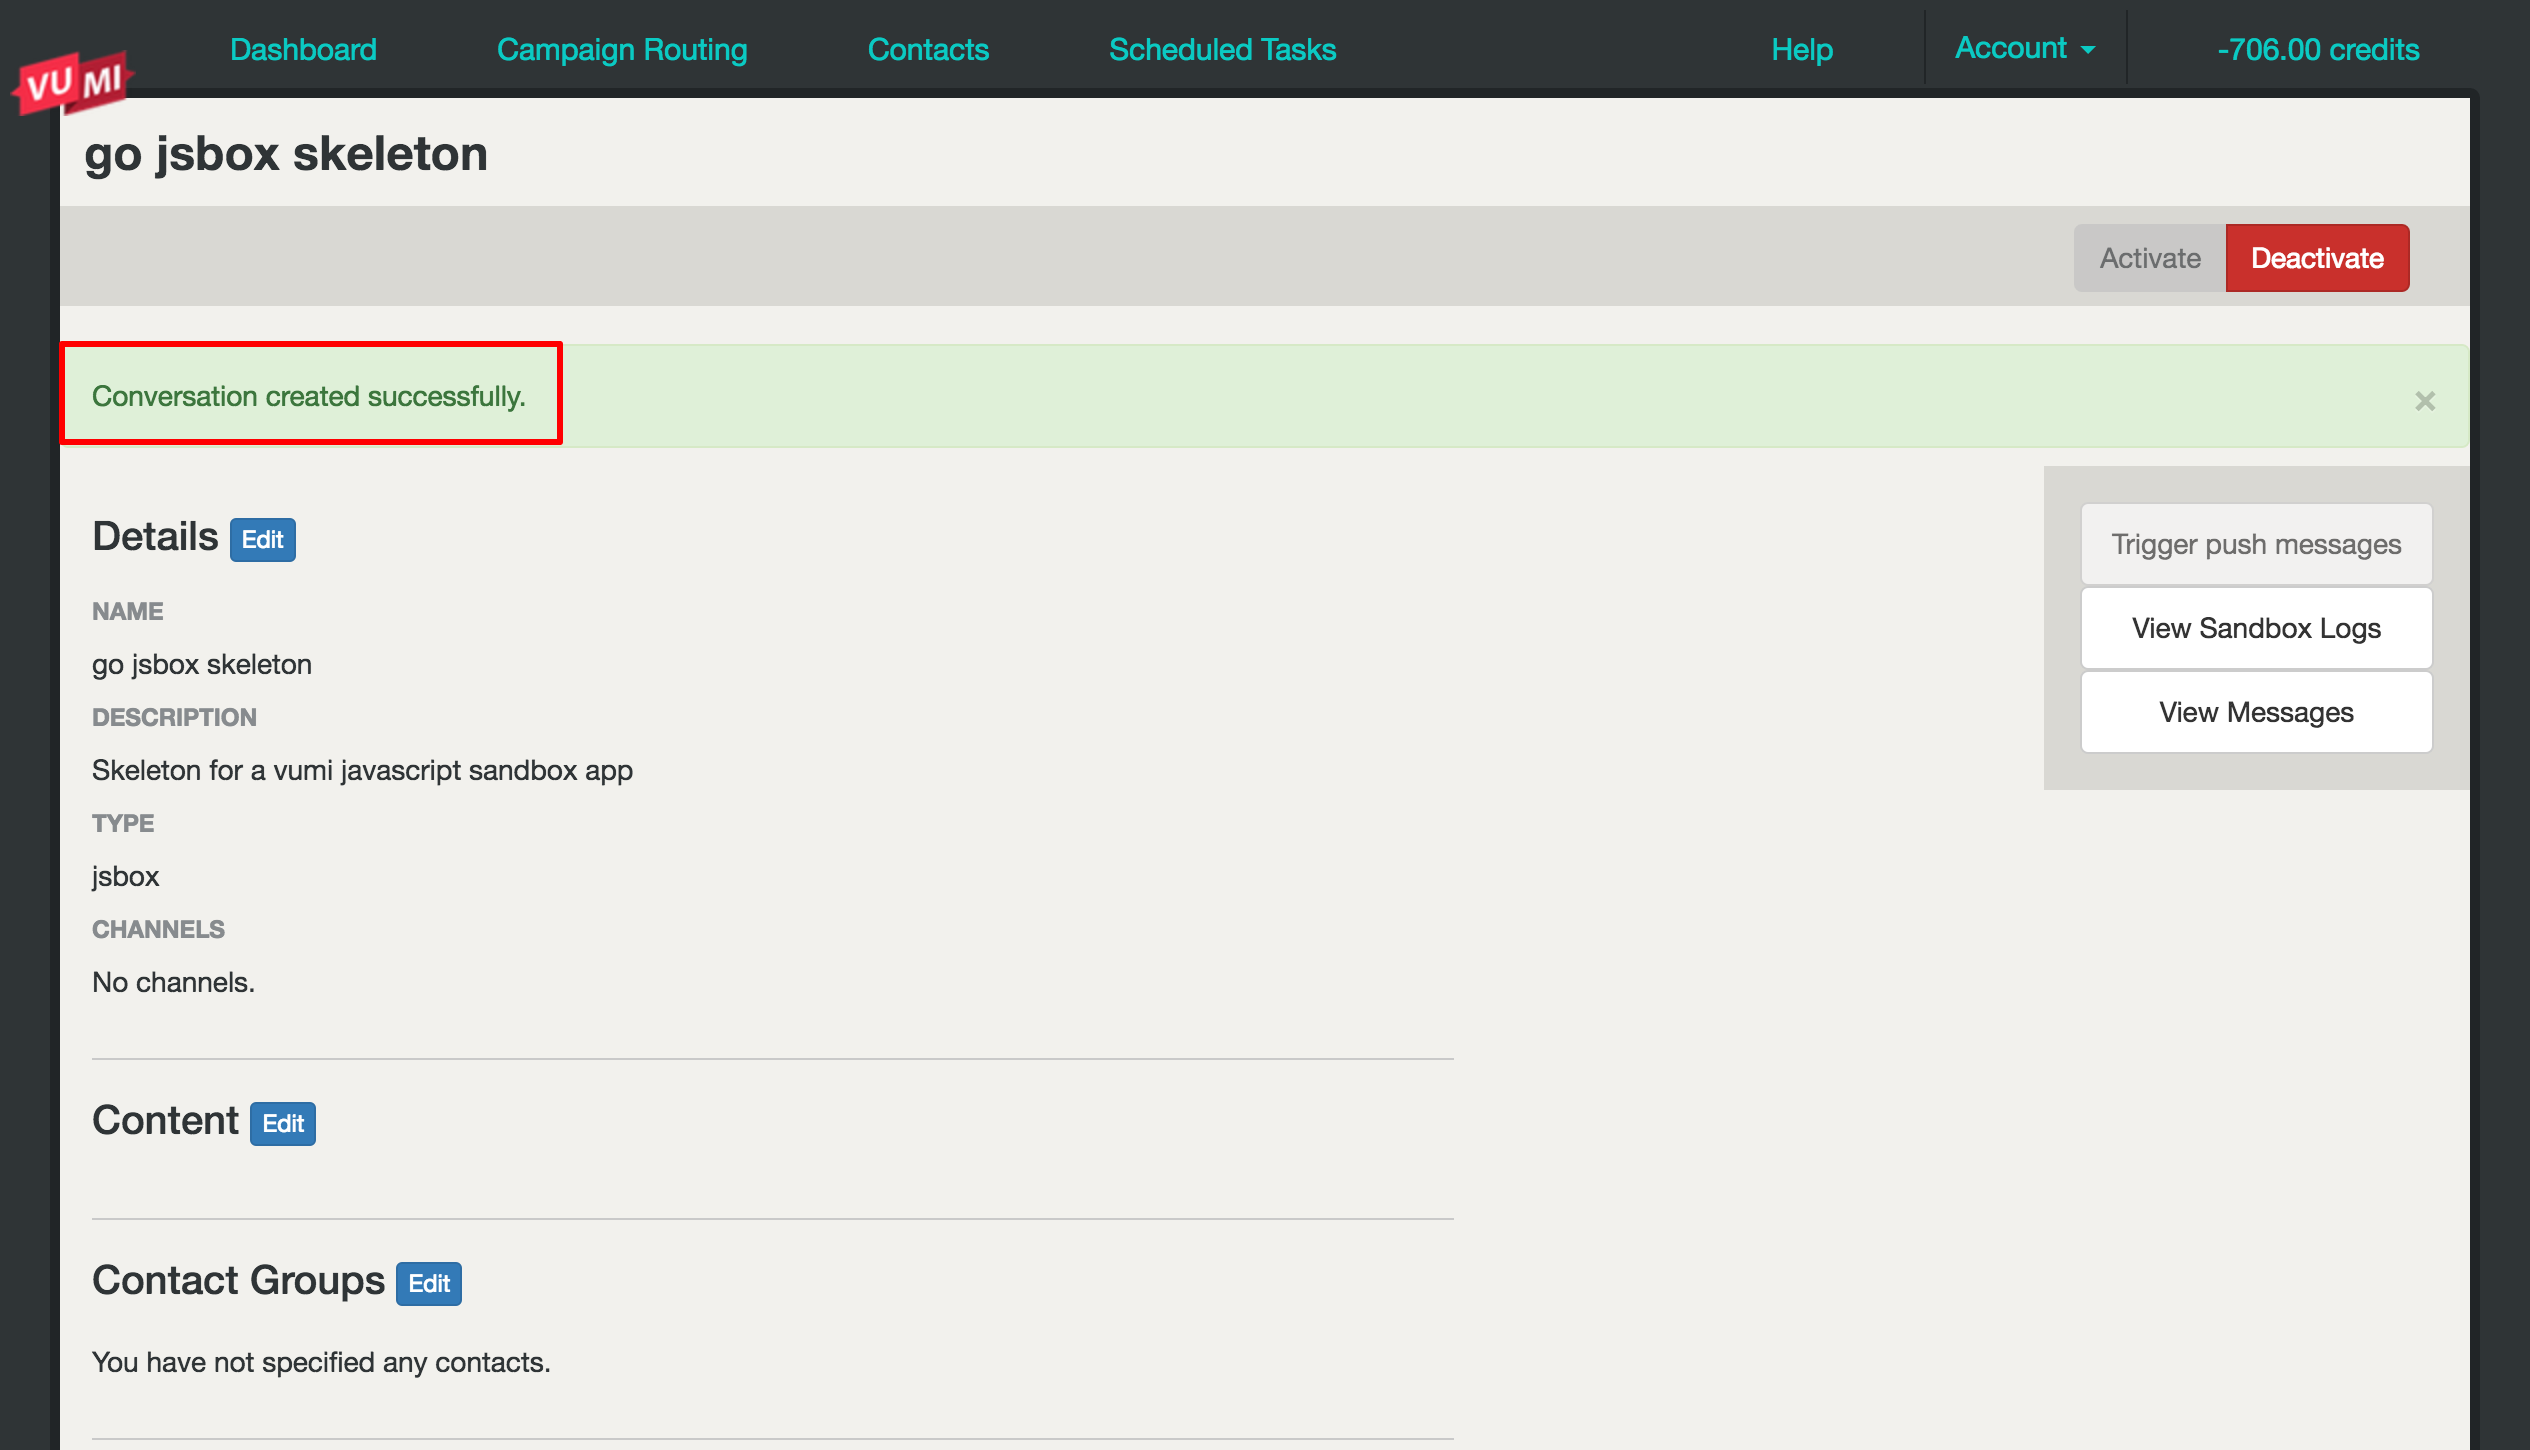 VUMI
Dashboard
Campaign Routing
Contacts
Scheduled Tasks
Help
Account
-706.00 credits
go jsbox skeleton
Activate
Deactivate
Conversation created successfully.
×
Details Edit
NAME
go jsbox skeleton
DESCRIPTION
Skeleton for a vumi javascript sandbox app
TYPE
jsbox
CHANNELS
No channels.
Trigger push messages
View Sandbox Logs
View Messages
Content Edit
Contact Groups Edit
You have not specified any contacts.